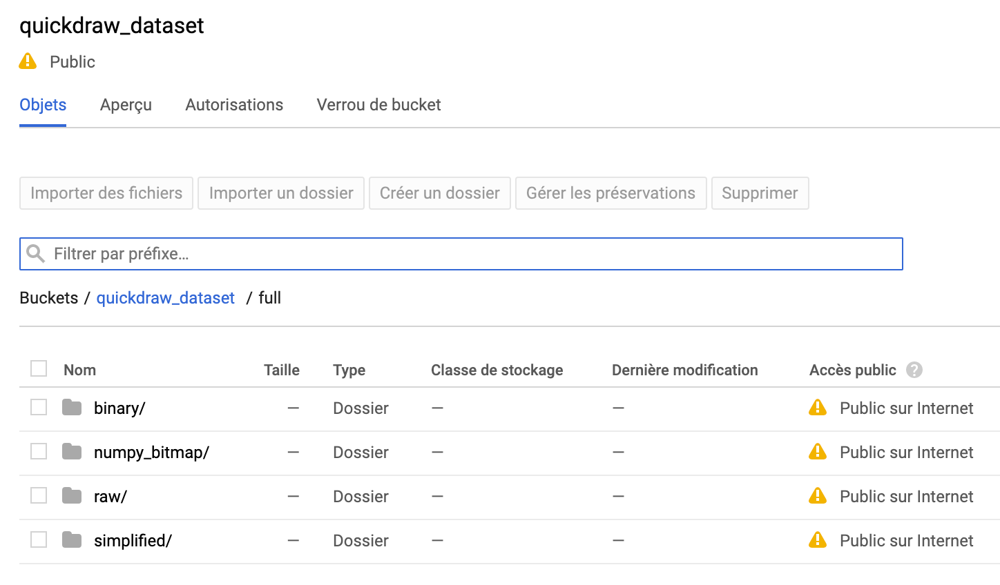 quickdraw_dataset
Public
Objets Aperçu Autorisations Verrou de bucket
Importer des fichiers Importer un dossier Créer un dossier Gérer les préservations Supprimer
Filtrer par préfixe...
Buckets / quickdraw_dataset / full
Nom Taille Type Classe de stockage Dernière modification Accès public ?
binary/ — Dossier — — Public sur Internet
numpy_bitmap/ — Dossier — — Public sur Internet
raw/ — Dossier — — Public sur Internet
simplified/ — Dossier — — Public sur Internet